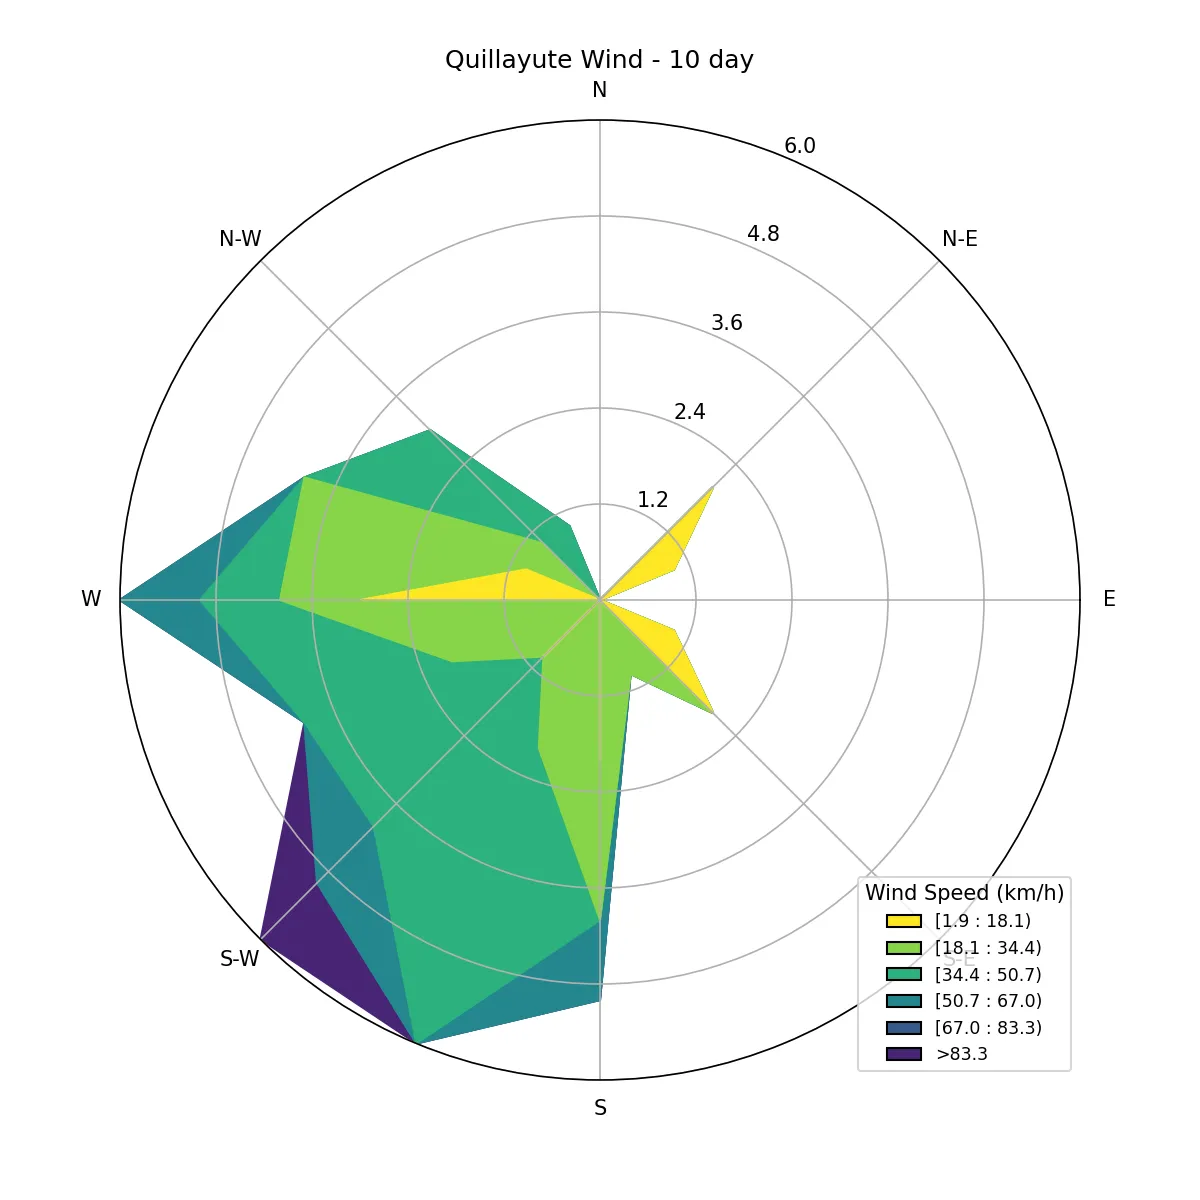 Quillayute Wind - 10 day
N
6.0
N-W
4.8
N-E
3.6
2.4
1.2
W
E
S-W
S-E
S
Wind Speed (km/h)
[1.9 : 18.1)
[18.1 : 34.4)
[34.4 : 50.7)
[50.7 : 67.0)
[67.0 : 83.3)
>83.3